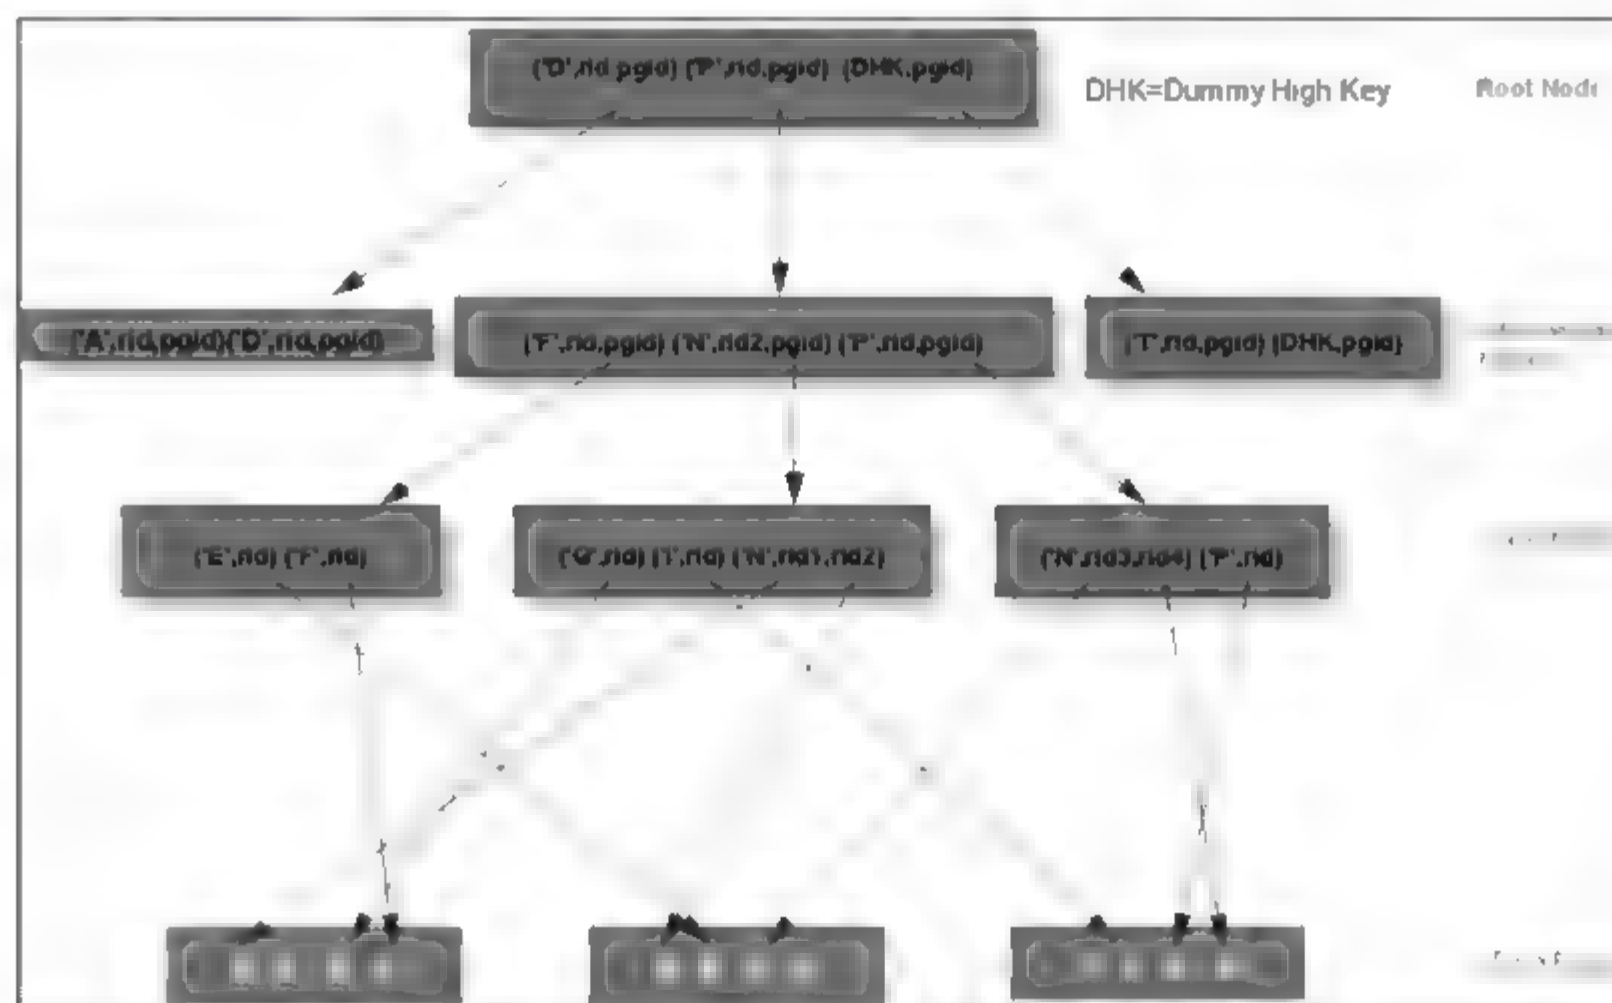 ('D',rid,pgid) ('P',rid,pgid) (DHK,pgid)
DHK=Dummy High Key
Root Node
('A',rid,pgid)('D',rid,pgid)
('F',rid,pgid) ('N',rid2,pgid) ('P',rid,pgid)
('T',rid,pgid) (DHK,pgid)
('E',rid) ('F',rid)
('G',rid) ('I',rid) ('N',rid1,rid2)
('N',rid3,rid4) ('P',rid)